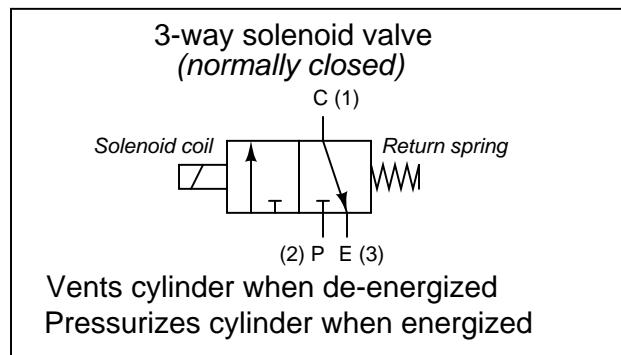 3-way solenoid valve
(normally closed)
C (1)
Solenoid coil
Return spring
(2) P E (3)
Vents cylinder when de-energized
Pressurizes cylinder when energized